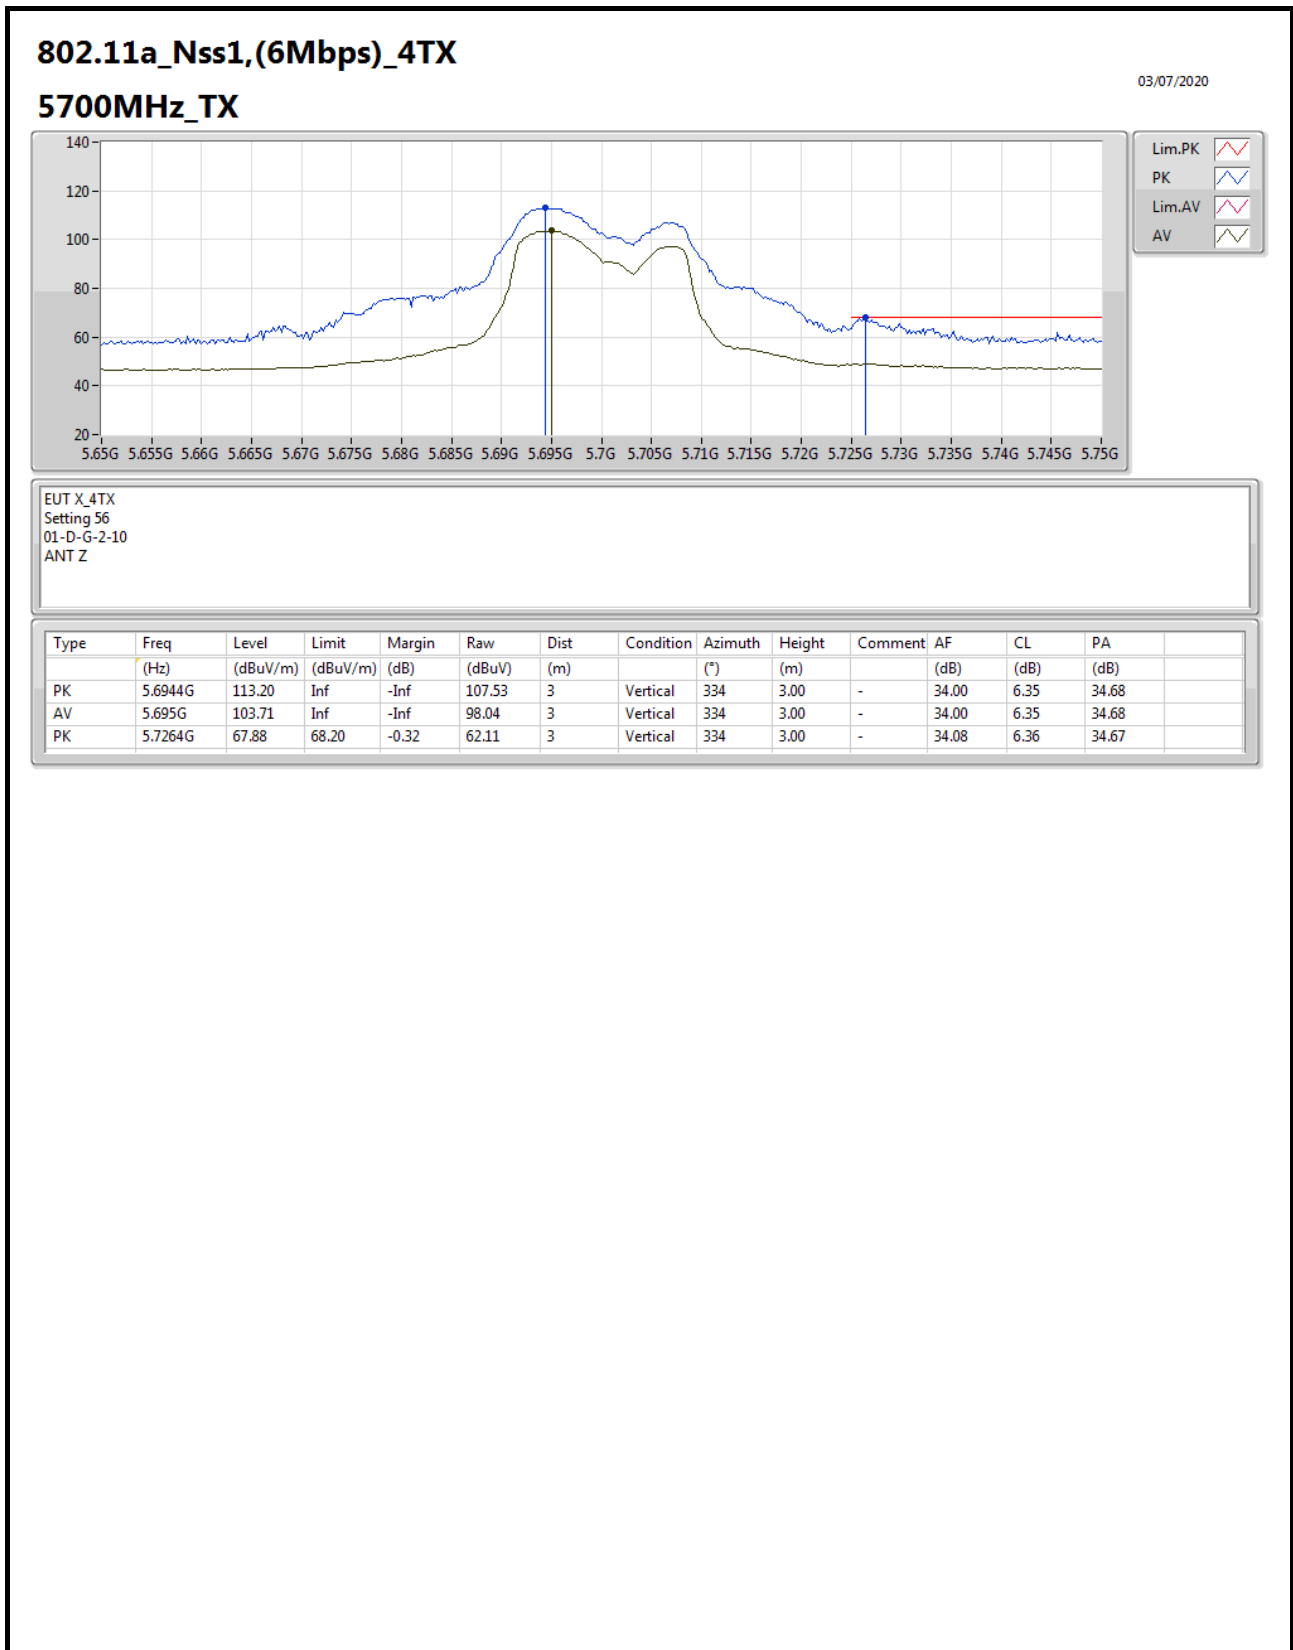 802.11a_Nss1,(6Mbps)_4TX
03/07/2020
5700MHz_TX
140
120
100
80
60
40
20
5.65G 5.655G 5.66G 5.665G 5.67G 5.675G 5.68G 5.685G 5.69G 5.695G 5.7G 5.705G 5.71G 5.715G 5.72G 5.725G 5.73G 5.735G 5.74G 5.745G 5.75G
Lim.PK
PK
Lim.AV
AV
EUT X_4TX
Setting 56
01-D-G-2-10
ANT Z
Type Freq Level Limit Margin Raw Dist Condition Azimuth Height Comment AF CL PA
(Hz) (dBuV/m) (dBuV/m) (dB) (dBuV) (m) (°) (m) (dB) (dB) (dB)
PK 5.6944G 113.20 Inf -Inf 107.53 3 Vertical 334 3.00 - 34.00 6.35 34.68
AV 5.695G 103.71 Inf -Inf 98.04 3 Vertical 334 3.00 - 34.00 6.35 34.68
PK 5.7264G 67.88 68.20 -0.32 62.11 3 Vertical 334 3.00 - 34.08 6.36 34.67